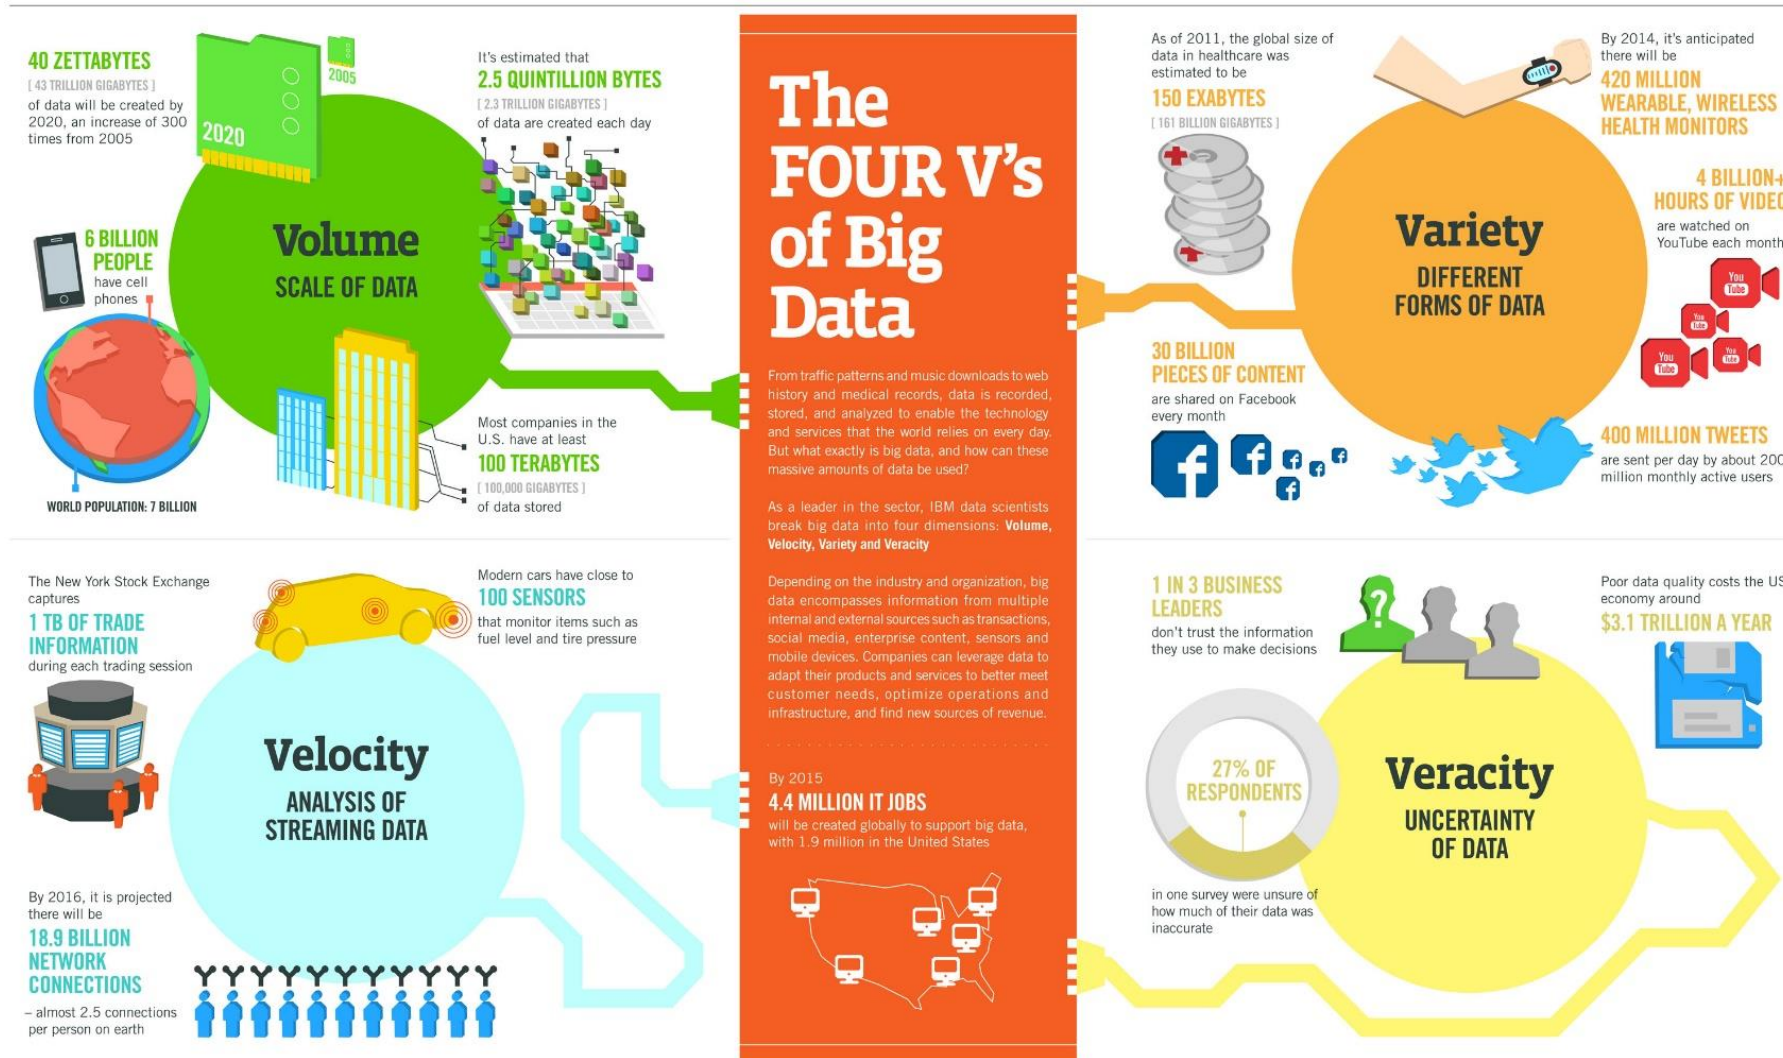 40 ZETTABYTES
[ 43 TRILLION GIGABYTES ]
of data will be created by
2020, an increase of 300
times from 2005
2020
2005
It's estimated that
2.5 QUINTILLION BYTES
[ 2.3 TRILLION GIGABYTES ]
of data are created each day
6 BILLION
PEOPLE
have cell
phones
WORLD POPULATION: 7 BILLION
Volume
SCALE OF DATA
Most companies in the
U.S. have at least
100 TERABYTES
[ 100,000 GIGABYTES ]
of data stored
The New York Stock Exchange
captures
1 TB OF TRADE
INFORMATION
during each trading session
Modern cars have close to
100 SENSORS
that monitor items such as
fuel level and tire pressure
Velocity
ANALYSIS OF
STREAMING DATA
By 2016, it is projected
there will be
18.9 BILLION
NETWORK
CONNECTIONS
– almost 2.5 connections
per person on earth
The
FOUR V's
of Big
Data
From traffic patterns and music downloads to web
history and medical records, data is recorded,
stored, and analyzed to enable the technology
and services that the world relies on every day.
But what exactly is big data, and how can these
massive amounts of data be used?
As a leader in the sector, IBM data scientists
break big data into four dimensions: Volume,
Velocity, Variety and Veracity
Depending on the industry and organization, big
data encompasses information from multiple
internal and external sources such as transactions,
social media, enterprise content, sensors and
mobile devices. Companies can leverage data to
adapt their products and services to better meet
customer needs, optimize operations and
infrastructure, and find new sources of revenue.
By 2015
4.4 MILLION IT JOBS
will be created globally to support big data,
with 1.9 million in the United States
As of 2011, the global size of
data in healthcare was
estimated to be
150 EXABYTES
[ 161 BILLION GIGABYTES ]
By 2014, it's anticipated
there will be
420 MILLION
WEARABLE, WIRELESS
HEALTH MONITORS
4 BILLION+
HOURS OF VIDEO
are watched on
YouTube each month
You
Tube
You
Tube
You
Tube
You
Tube
Variety
DIFFERENT
FORMS OF DATA
30 BILLION
PIECES OF CONTENT
are shared on Facebook
every month
f
f
f
f
f
f
400 MILLION TWEETS
are sent per day by about 200
million monthly active users
1 IN 3 BUSINESS
LEADERS
don't trust the information
they use to make decisions
?
Poor data quality costs the US
economy around
$3.1 TRILLION A YEAR
27% OF
RESPONDENTS
in one survey were unsure of
how much of their data was
inaccurate
Veracity
UNCERTAINTY
OF DATA